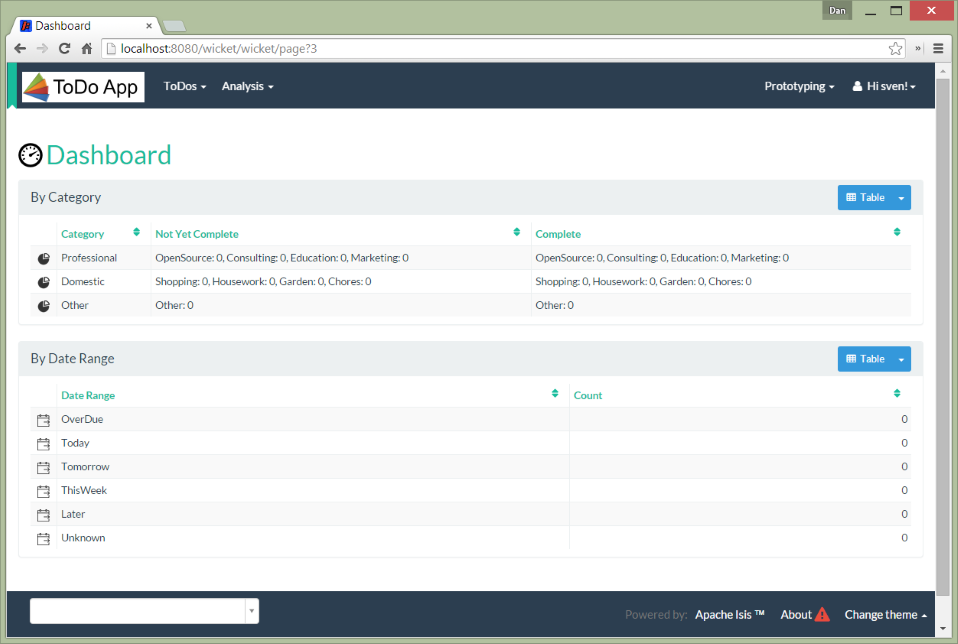 Dan
Dashboard
localhost:8080/wicket/wicket/page?3
ToDo App ToDos Analysis Prototyping Hi sven!
Dashboard
By Category Table
Category Not Yet Complete Complete
Professional OpenSource: 0, Consulting: 0, Education: 0, Marketing: 0 OpenSource: 0, Consulting: 0, Education: 0, Marketing: 0
Domestic Shopping: 0, Housework: 0, Garden: 0, Chores: 0 Shopping: 0, Housework: 0, Garden: 0, Chores: 0
Other Other: 0 Other: 0
By Date Range Table
Date Range Count
OverDue 0
Today 0
Tomorrow 0
ThisWeek 0
Later 0
Unknown 0
Powered by: Apache Isis ™ About Change theme